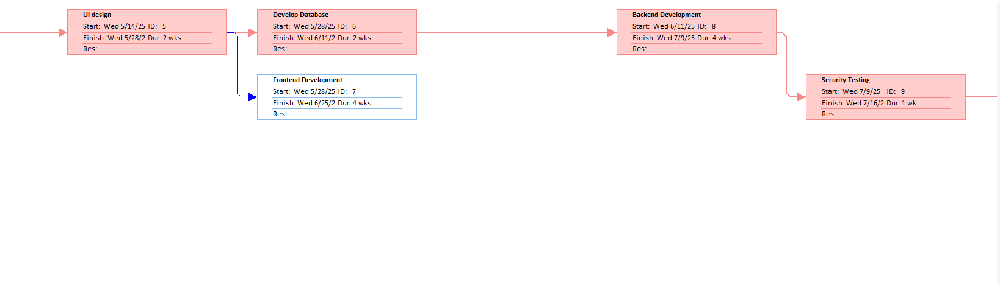 UI design
Start: Wed 5/14/25 ID: 5
Finish: Wed 5/28/2 Dur: 2 wks
Res:
Develop Database
Start: Wed 5/28/25 ID: 6
Finish: Wed 6/11/2 Dur: 2 wks
Res:
Backend Development
Start: Wed 6/11/25 ID: 8
Finish: Wed 7/9/25 Dur: 4 wks
Res:
Frontend Development
Start: Wed 5/28/25 ID: 7
Finish: Wed 6/25/2 Dur: 4 wks
Res:
Security Testing
Start: Wed 7/9/25 ID: 9
Finish: Wed 7/16/2 Dur: 1 wk
Res: